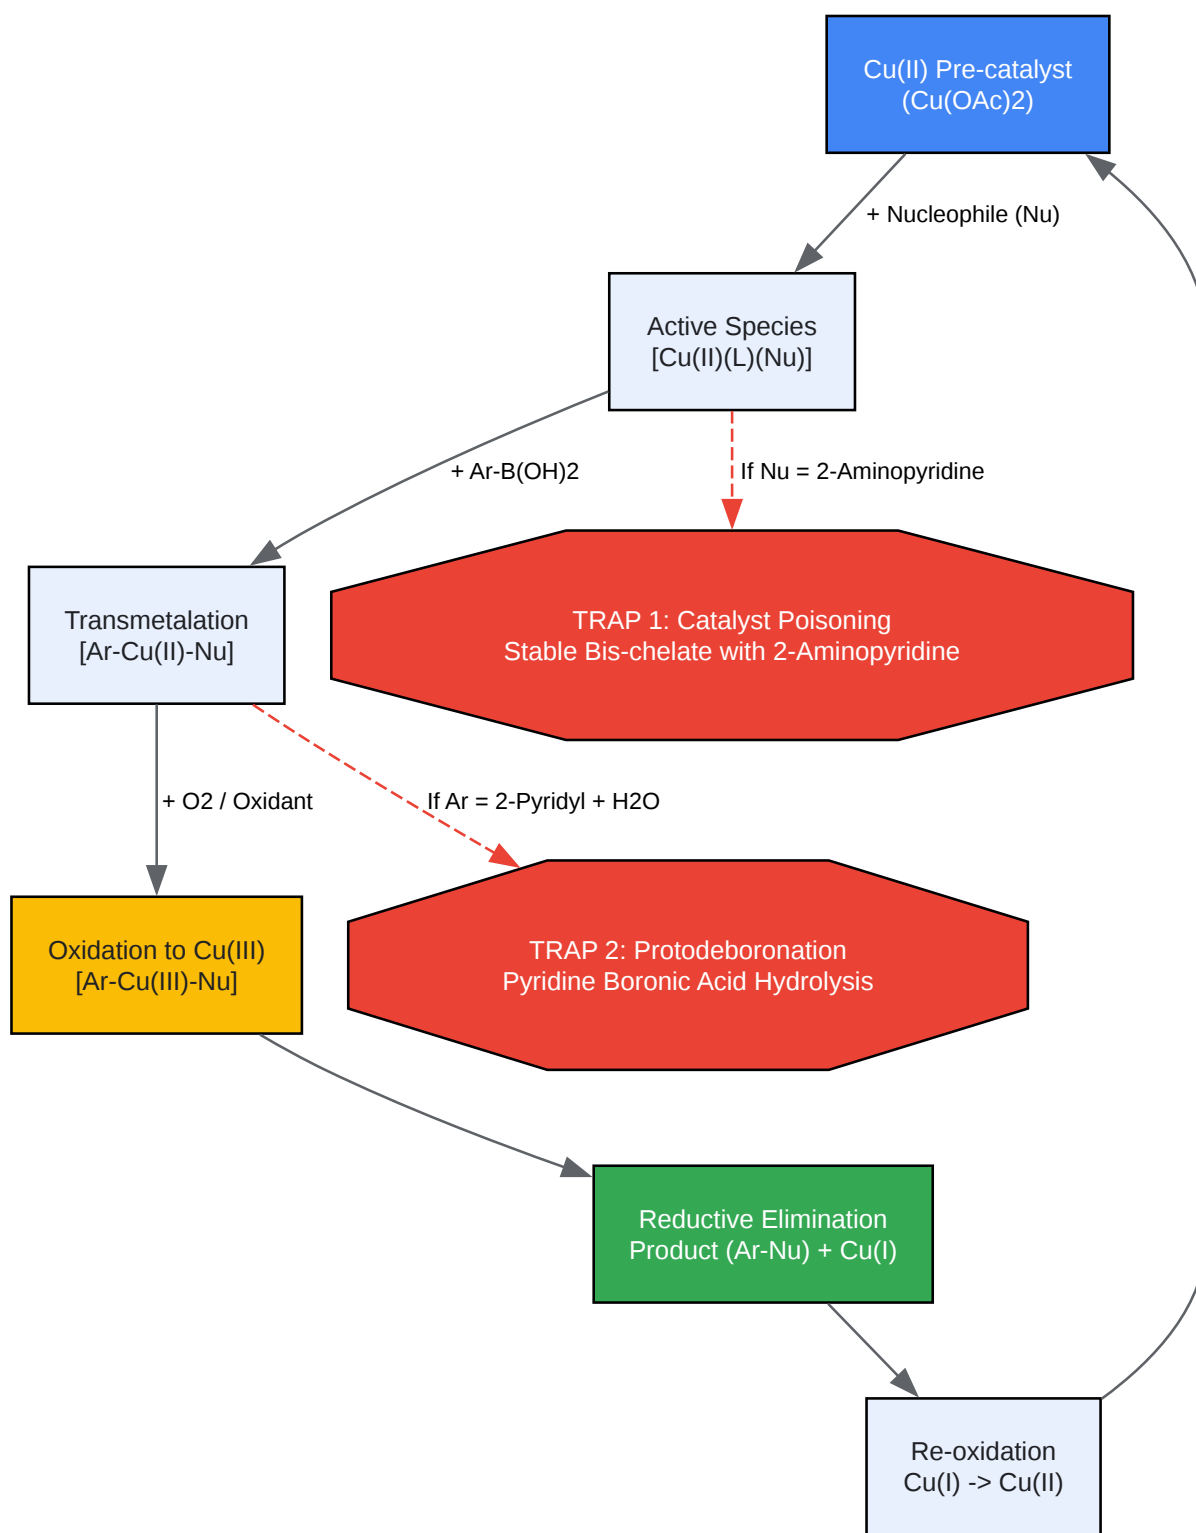 Cu(II) Pre-catalyst
(Cu(OAc)2)
+ Nucleophile (Nu)
Active Species
[Cu(II)(L)(Nu)]
+ Ar-B(OH)2
If Nu = 2-Aminopyridine
Transmetalation
[Ar-Cu(II)-Nu]
TRAP 1: Catalyst Poisoning
Stable Bis-chelate with 2-Aminopyridine
+ O2 / Oxidant
If Ar = 2-Pyridyl + H2O
Oxidation to Cu(III)
[Ar-Cu(III)-Nu]
TRAP 2: Protodeboronation
Pyridine Boronic Acid Hydrolysis
Reductive Elimination
Product (Ar-Nu) + Cu(I)
Re-oxidation
Cu(I) -> Cu(II)